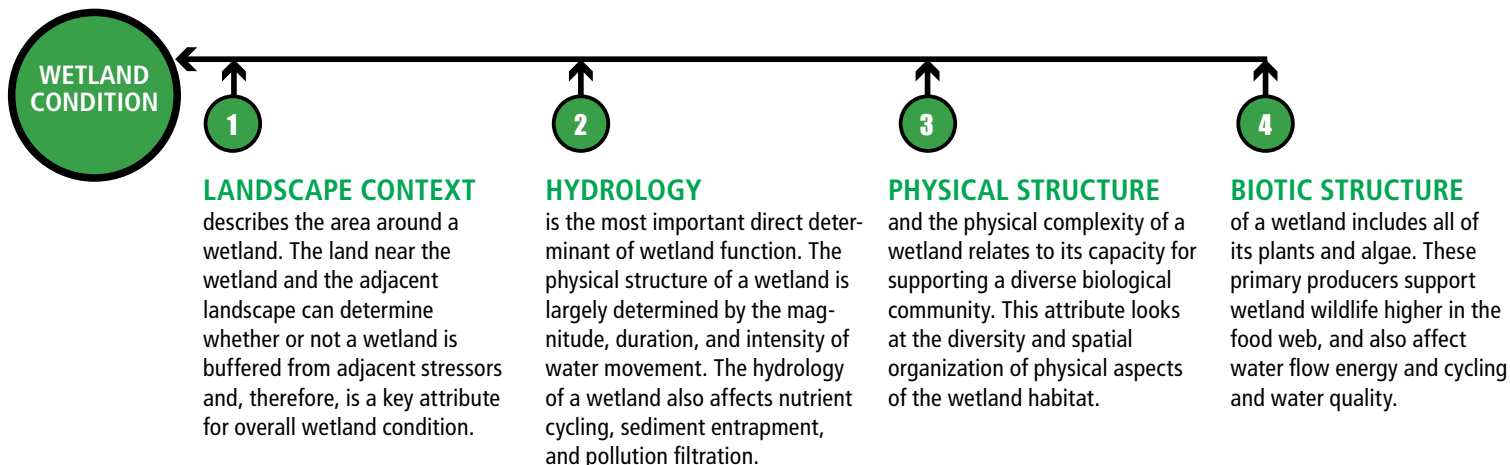 WETLAND
CONDITION
1
2
3
4
LANDSCAPE CONTEXT
describes the area around a
wetland. The land near the
wetland and the adjacent
landscape can determine
whether or not a wetland is
buffered from adjacent stressors
and, therefore, is a key attribute
for overall wetland condition.
HYDROLOGY
is the most important direct deter-
minant of wetland function. The
physical structure of a wetland is
largely determined by the mag-
nitude, duration, and intensity of
water movement. The hydrology
of a wetland also affects nutrient
cycling, sediment entrapment,
and pollution filtration.
PHYSICAL STRUCTURE
and the physical complexity of a
wetland relates to its capacity for
supporting a diverse biological
community. This attribute looks
at the diversity and spatial
organization of physical aspects
of the wetland habitat.
BIOTIC STRUCTURE
of a wetland includes all of
its plants and algae. These
primary producers support
wetland wildlife higher in the
food web, and also affect
water flow energy and cycling
and water quality.